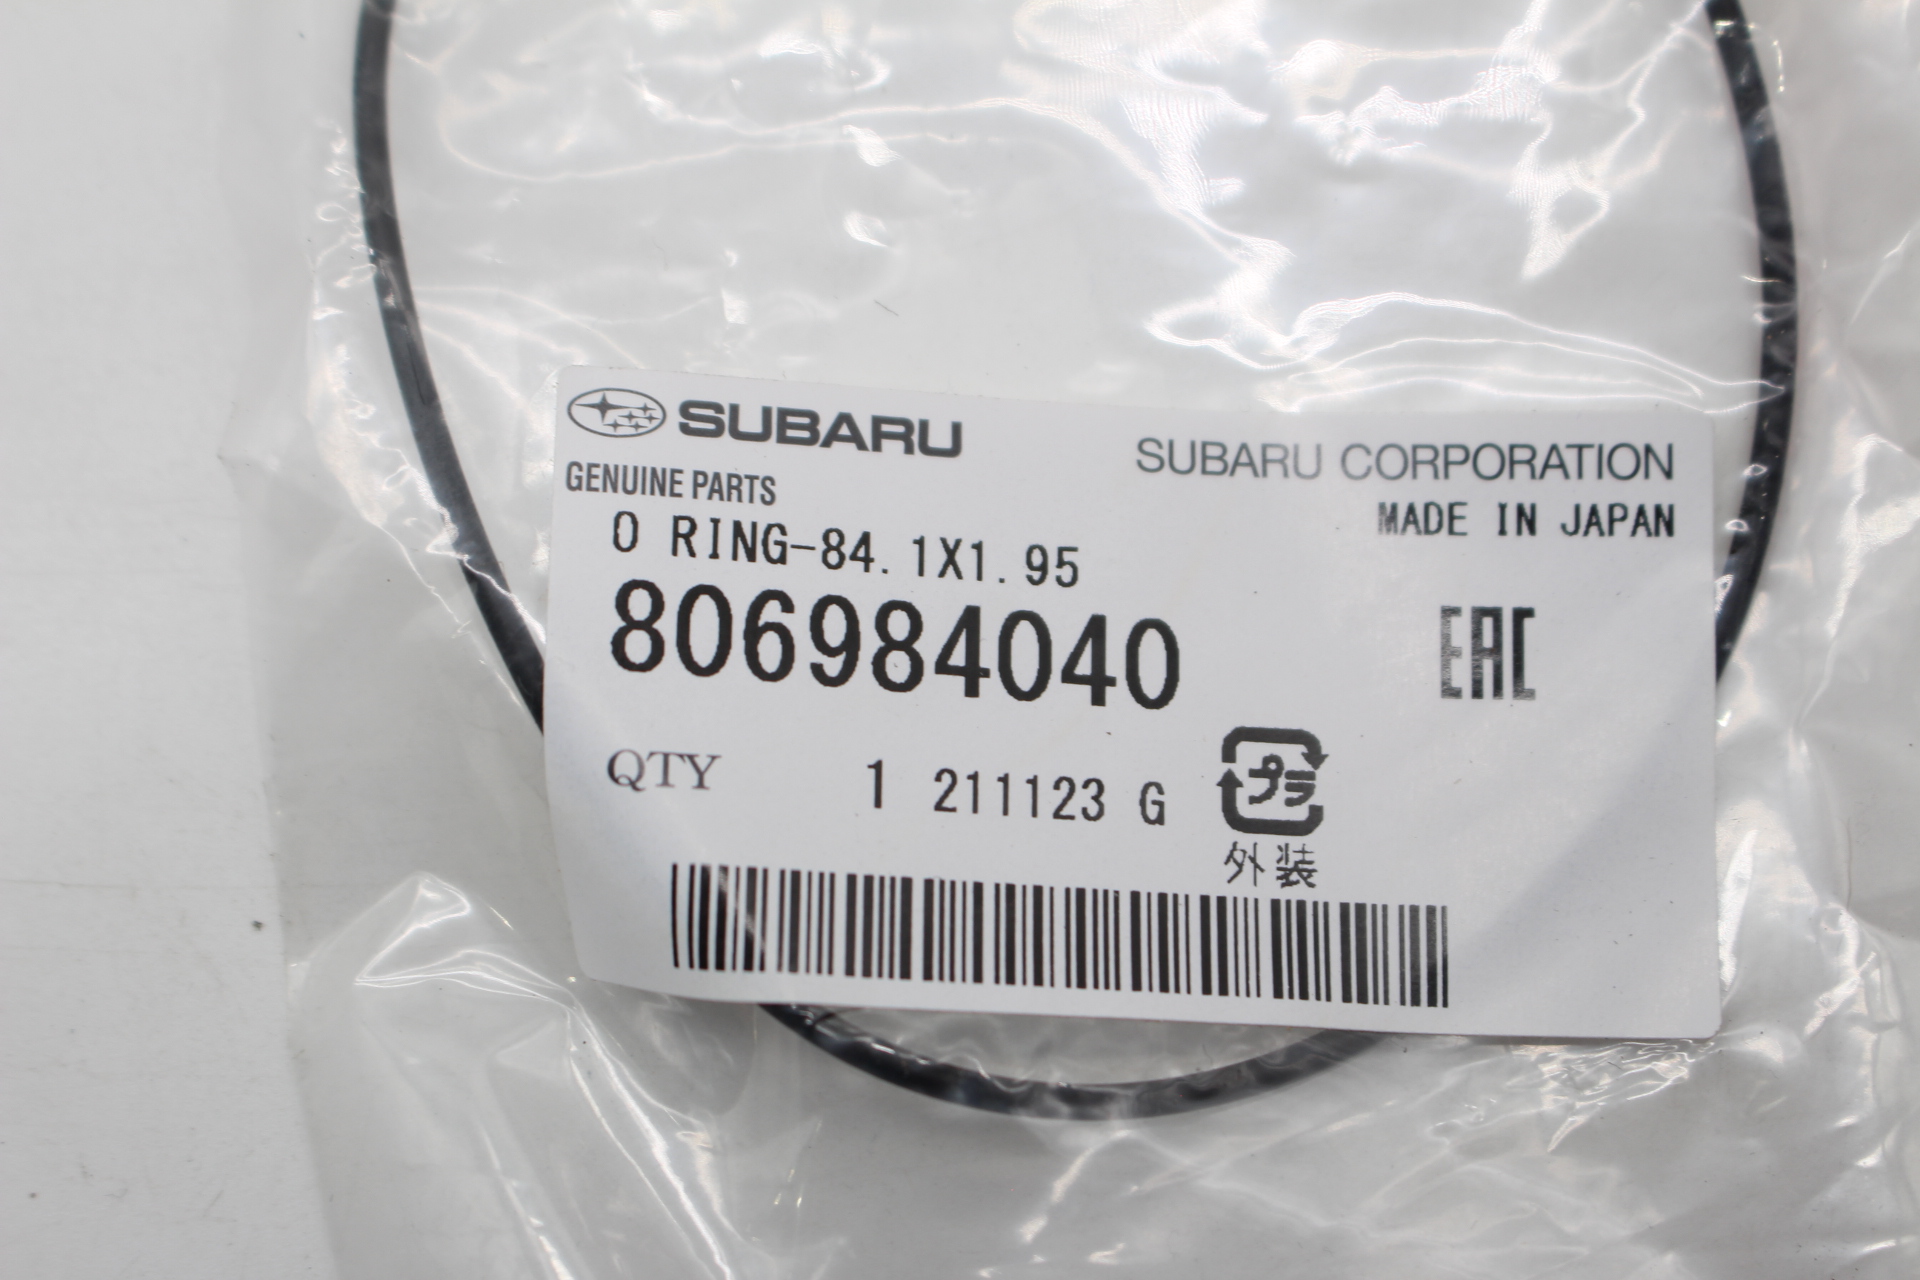 SUBARU
SUBARU CORPORATION
GENUINE PARTS
MADE IN JAPAN
O RING-84.1X1.95
806984040
EAC
QTY 1 211123 G
プラ
外装